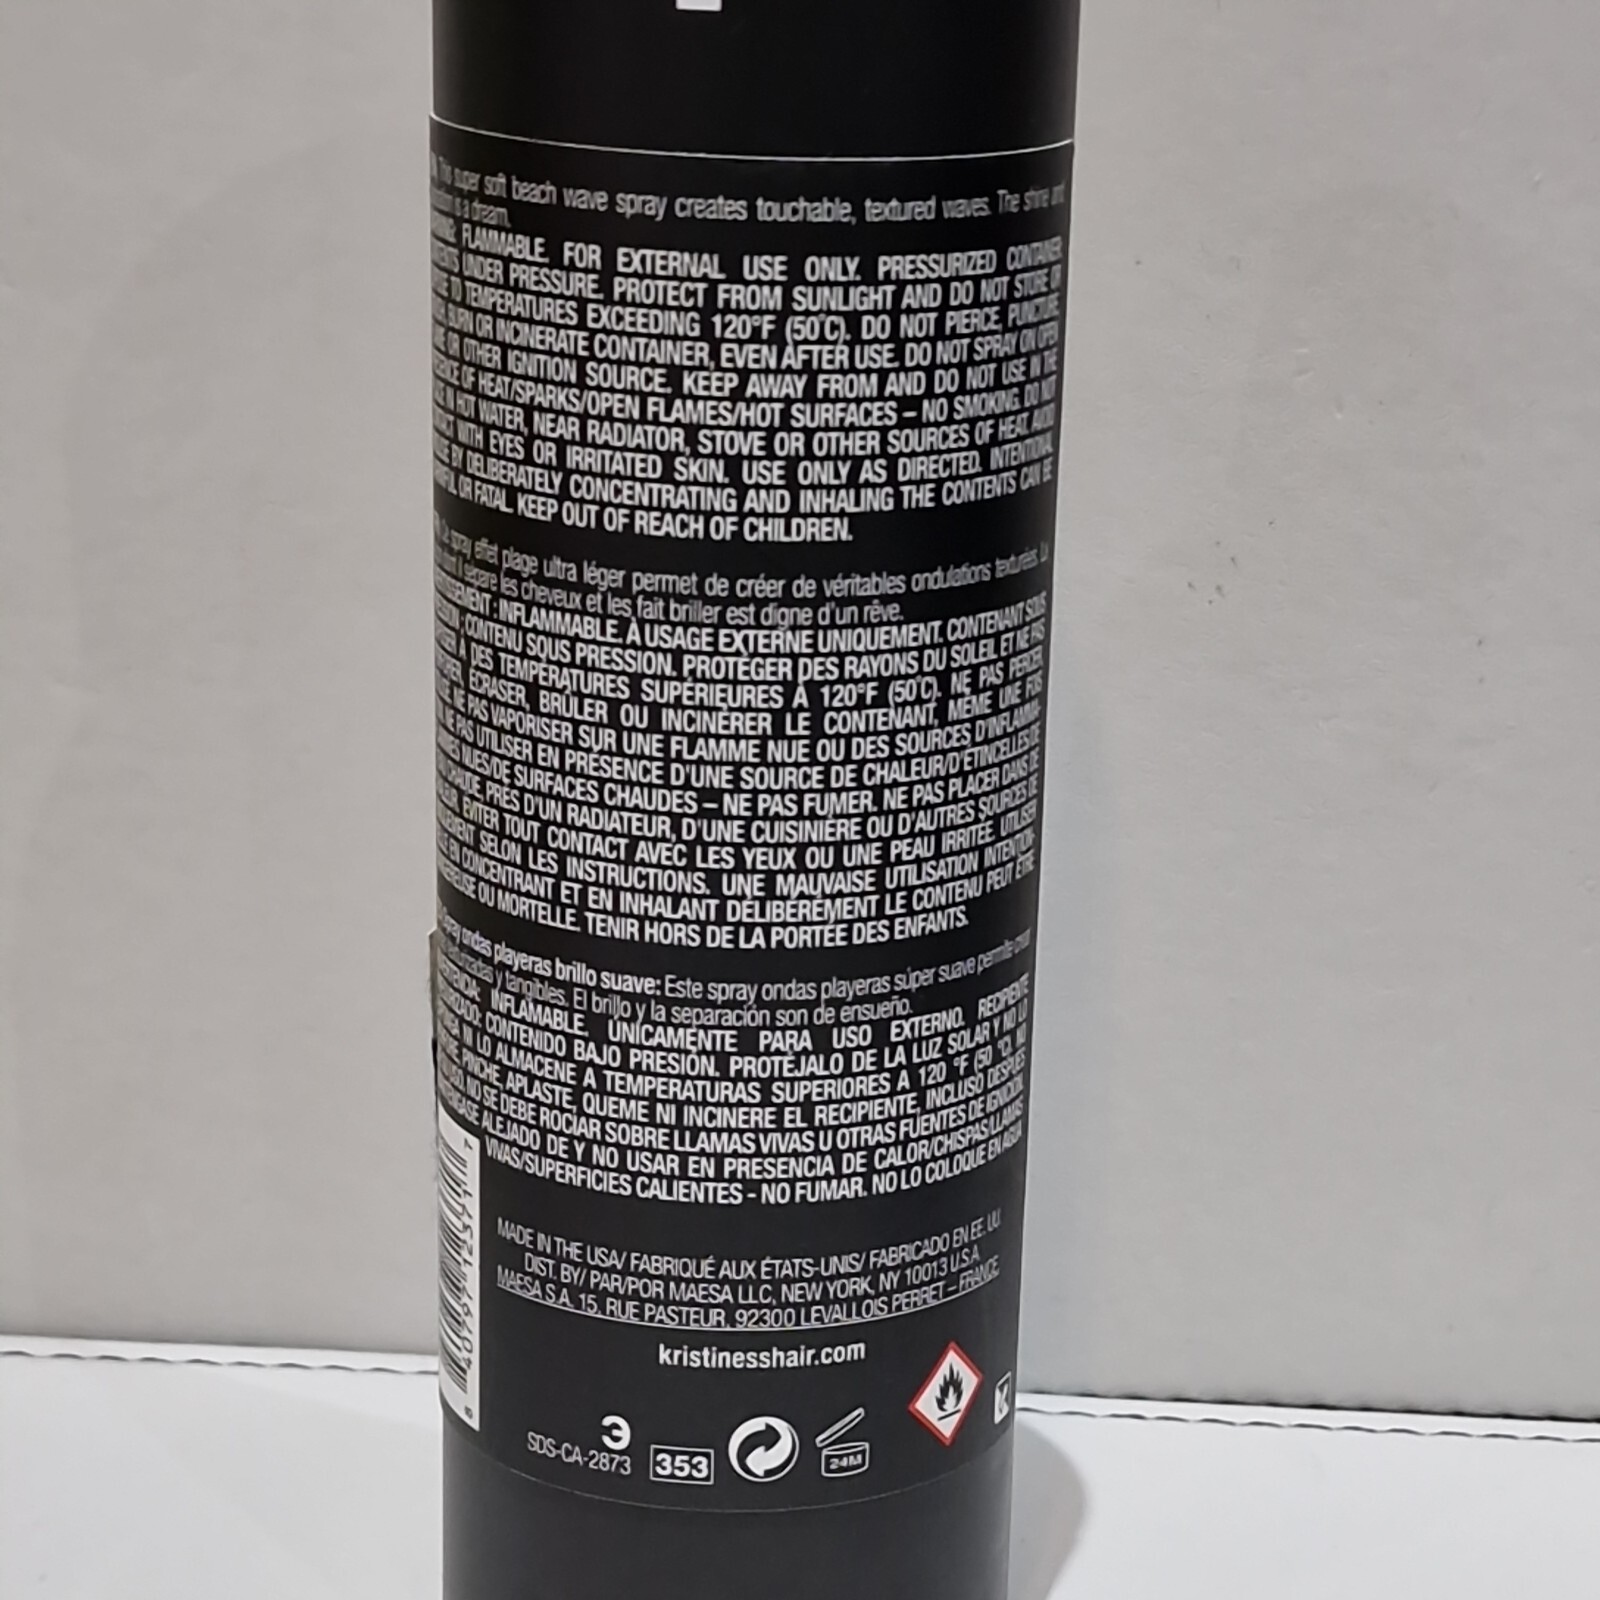 This super soft beach wave spray creates touchable, textured waves. The shine and
is a dream.
FLAMMABLE. FOR EXTERNAL USE ONLY. PRESSURIZED CONTAINER
UNDER PRESSURE. PROTECT FROM SUNLIGHT AND DO NOT STORE OR
TO TEMPERATURES EXCEEDING 120°F (50°C). DO NOT PIERCE, PUNCTURE,
BURN OR INCINERATE CONTAINER, EVEN AFTER USE. DO NOT SPRAY ON OPEN
OR OTHER IGNITION SOURCE. KEEP AWAY FROM AND DO NOT USE IN THE
OF HEAT/SPARKS/OPEN FLAMES/HOT SURFACES – NO SMOKING. DO NOT
IN HOT WATER, NEAR RADIATOR, STOVE OR OTHER SOURCES OF HEAT. AVOID
WITH EYES OR IRRITATED SKIN. USE ONLY AS DIRECTED. INTENTIONAL
BY DELIBERATELY CONCENTRATING AND INHALING THE CONTENTS CAN BE
OR FATAL. KEEP OUT OF REACH OF CHILDREN.
Ce spray effet plage ultra léger permet de créer de véritables ondulations texturées. La
il sépare les cheveux et les fait briller est digne d'un rêve.
: INFLAMMABLE. À USAGE EXTERNE UNIQUEMENT. CONTENANT SOUS
: CONTENU SOUS PRESSION. PROTÉGER DES RAYONS DU SOLEIL ET NE PAS
À DES TEMPÉRATURES SUPÉRIEURES À 120°F (50°C). NE PAS PERCER,
ÉCRASER, BRÛLER OU INCINÉRER LE CONTENANT, MÊME UNE FOIS
NE PAS VAPORISER SUR UNE FLAMME NUE OU DES SOURCES D'INFLAMMA-
NE PAS UTILISER EN PRÉSENCE D'UNE SOURCE DE CHALEUR/D'ÉTINCELLES DE
NUES/DE SURFACES CHAUDES – NE PAS FUMER. NE PAS PLACER DANS DE
CHAUDE, PRÈS D'UN RADIATEUR, D'UNE CUISINIÈRE OU D'AUTRES SOURCES DE
ÉVITER TOUT CONTACT AVEC LES YEUX OU UNE PEAU IRRITÉE. UTILISER
SELON LES INSTRUCTIONS. UNE MAUVAISE UTILISATION INTENTION-
EN CONCENTRANT ET EN INHALANT DÉLIBÉRÉMENT LE CONTENU PEUT ÊTRE
OU MORTELLE. TENIR HORS DE LA PORTÉE DES ENFANTS.
Spray ondas playeras brillo suave: Este spray ondas playeras súper suave permite crear
y tangibles. El brillo y la separación son de ensueño.
INFLAMABLE. ÚNICAMENTE PARA USO EXTERNO. RECIPIENTE
CONTENIDO BAJO PRESIÓN. PROTÉJALO DE LA LUZ SOLAR Y NO LO
NI LO ALMACENE A TEMPERATURAS SUPERIORES A 120 °F (50 °C). NO
PINCHE, APLASTE, QUEME NI INCINERE EL RECIPIENTE, INCLUSO DESPUÉS
NO SE DEBE ROCIAR SOBRE LLAMAS VIVAS U OTRAS FUENTES DE IGNICIÓN.
ALEJADO DE Y NO USAR EN PRESENCIA DE CALOR/CHISPAS/LLAMAS
VIVAS/SUPERFICIES CALIENTES - NO FUMAR. NO LO COLOQUE EN AGUA
MADE IN THE USA/ FABRIQUÉ AUX ÉTATS-UNIS/ FABRICADO EN EE. UU.
DIST. BY/ PAR/POR MAESA LLC, NEW YORK, NY 10013 U.S.A.
MAESA S.A. 15, RUE PASTEUR, 92300 LEVALLOIS PERRET – FRANCE
kristinesshair.com
3
SDS-CA-2873
353
24M
8 40797 12371 7